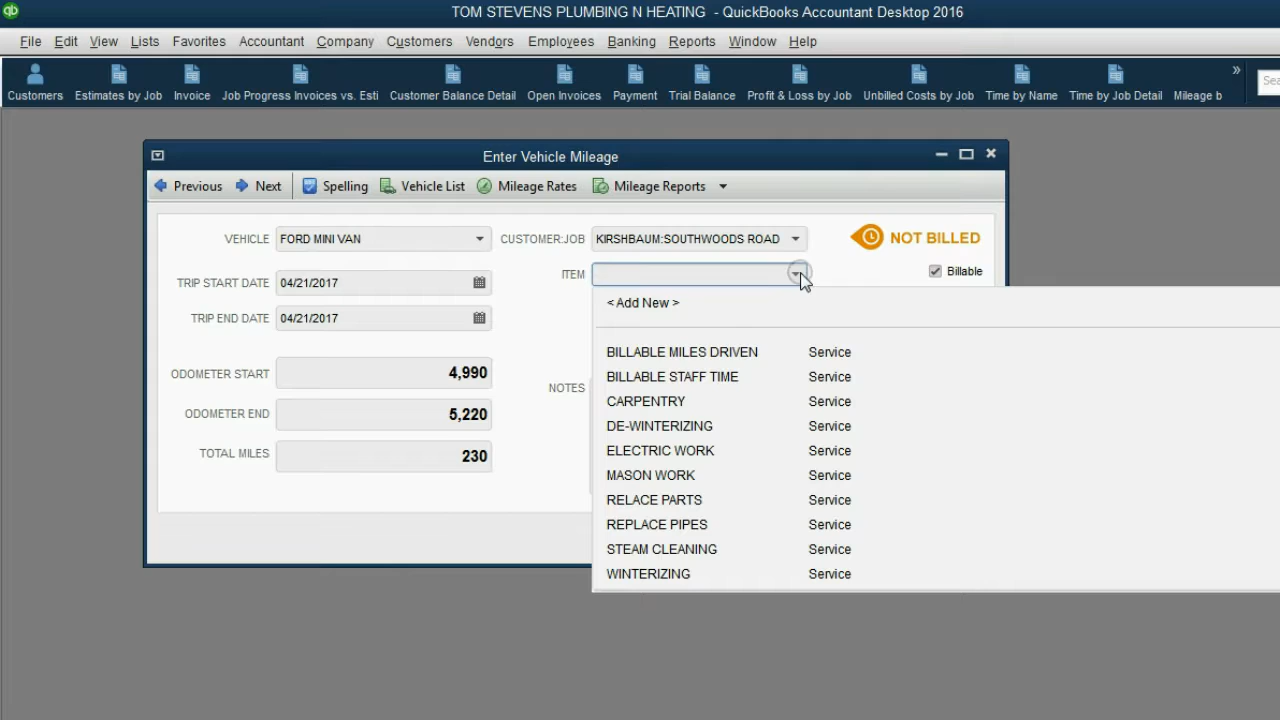 qb TOM STEVENS PLUMBING N HEATING - QuickBooks Accountant Desktop 2016
File Edit View Lists Favorites Accountant Company Customers Vendors Employees Banking Reports Window Help
» Sea
Customers Estimates by Job Invoice Job Progress Invoices vs. Esti Customer Balance Detail Open Invoices Payment Trial Balance Profit & Loss by Job Unbilled Costs by Job Time by Name Time by Job Detail Mileage b
Enter Vehicle Mileage
Previous Next Spelling Vehicle List Mileage Rates Mileage Reports
VEHICLE FORD MINI VAN CUSTOMER:JOB KIRSHBAUM:SOUTHWOODS ROAD NOT BILLED
TRIP START DATE 04/21/2017 ITEM Billable
< Add New >
TRIP END DATE 04/21/2017
BILLABLE MILES DRIVEN Service
ODOMETER START 4,990
BILLABLE STAFF TIME Service
NOTES
CARPENTRY Service
ODOMETER END 5,220
DE-WINTERIZING Service
TOTAL MILES 230
ELECTRIC WORK Service
MASON WORK Service
RELACE PARTS Service
REPLACE PIPES Service
STEAM CLEANING Service
WINTERIZING Service